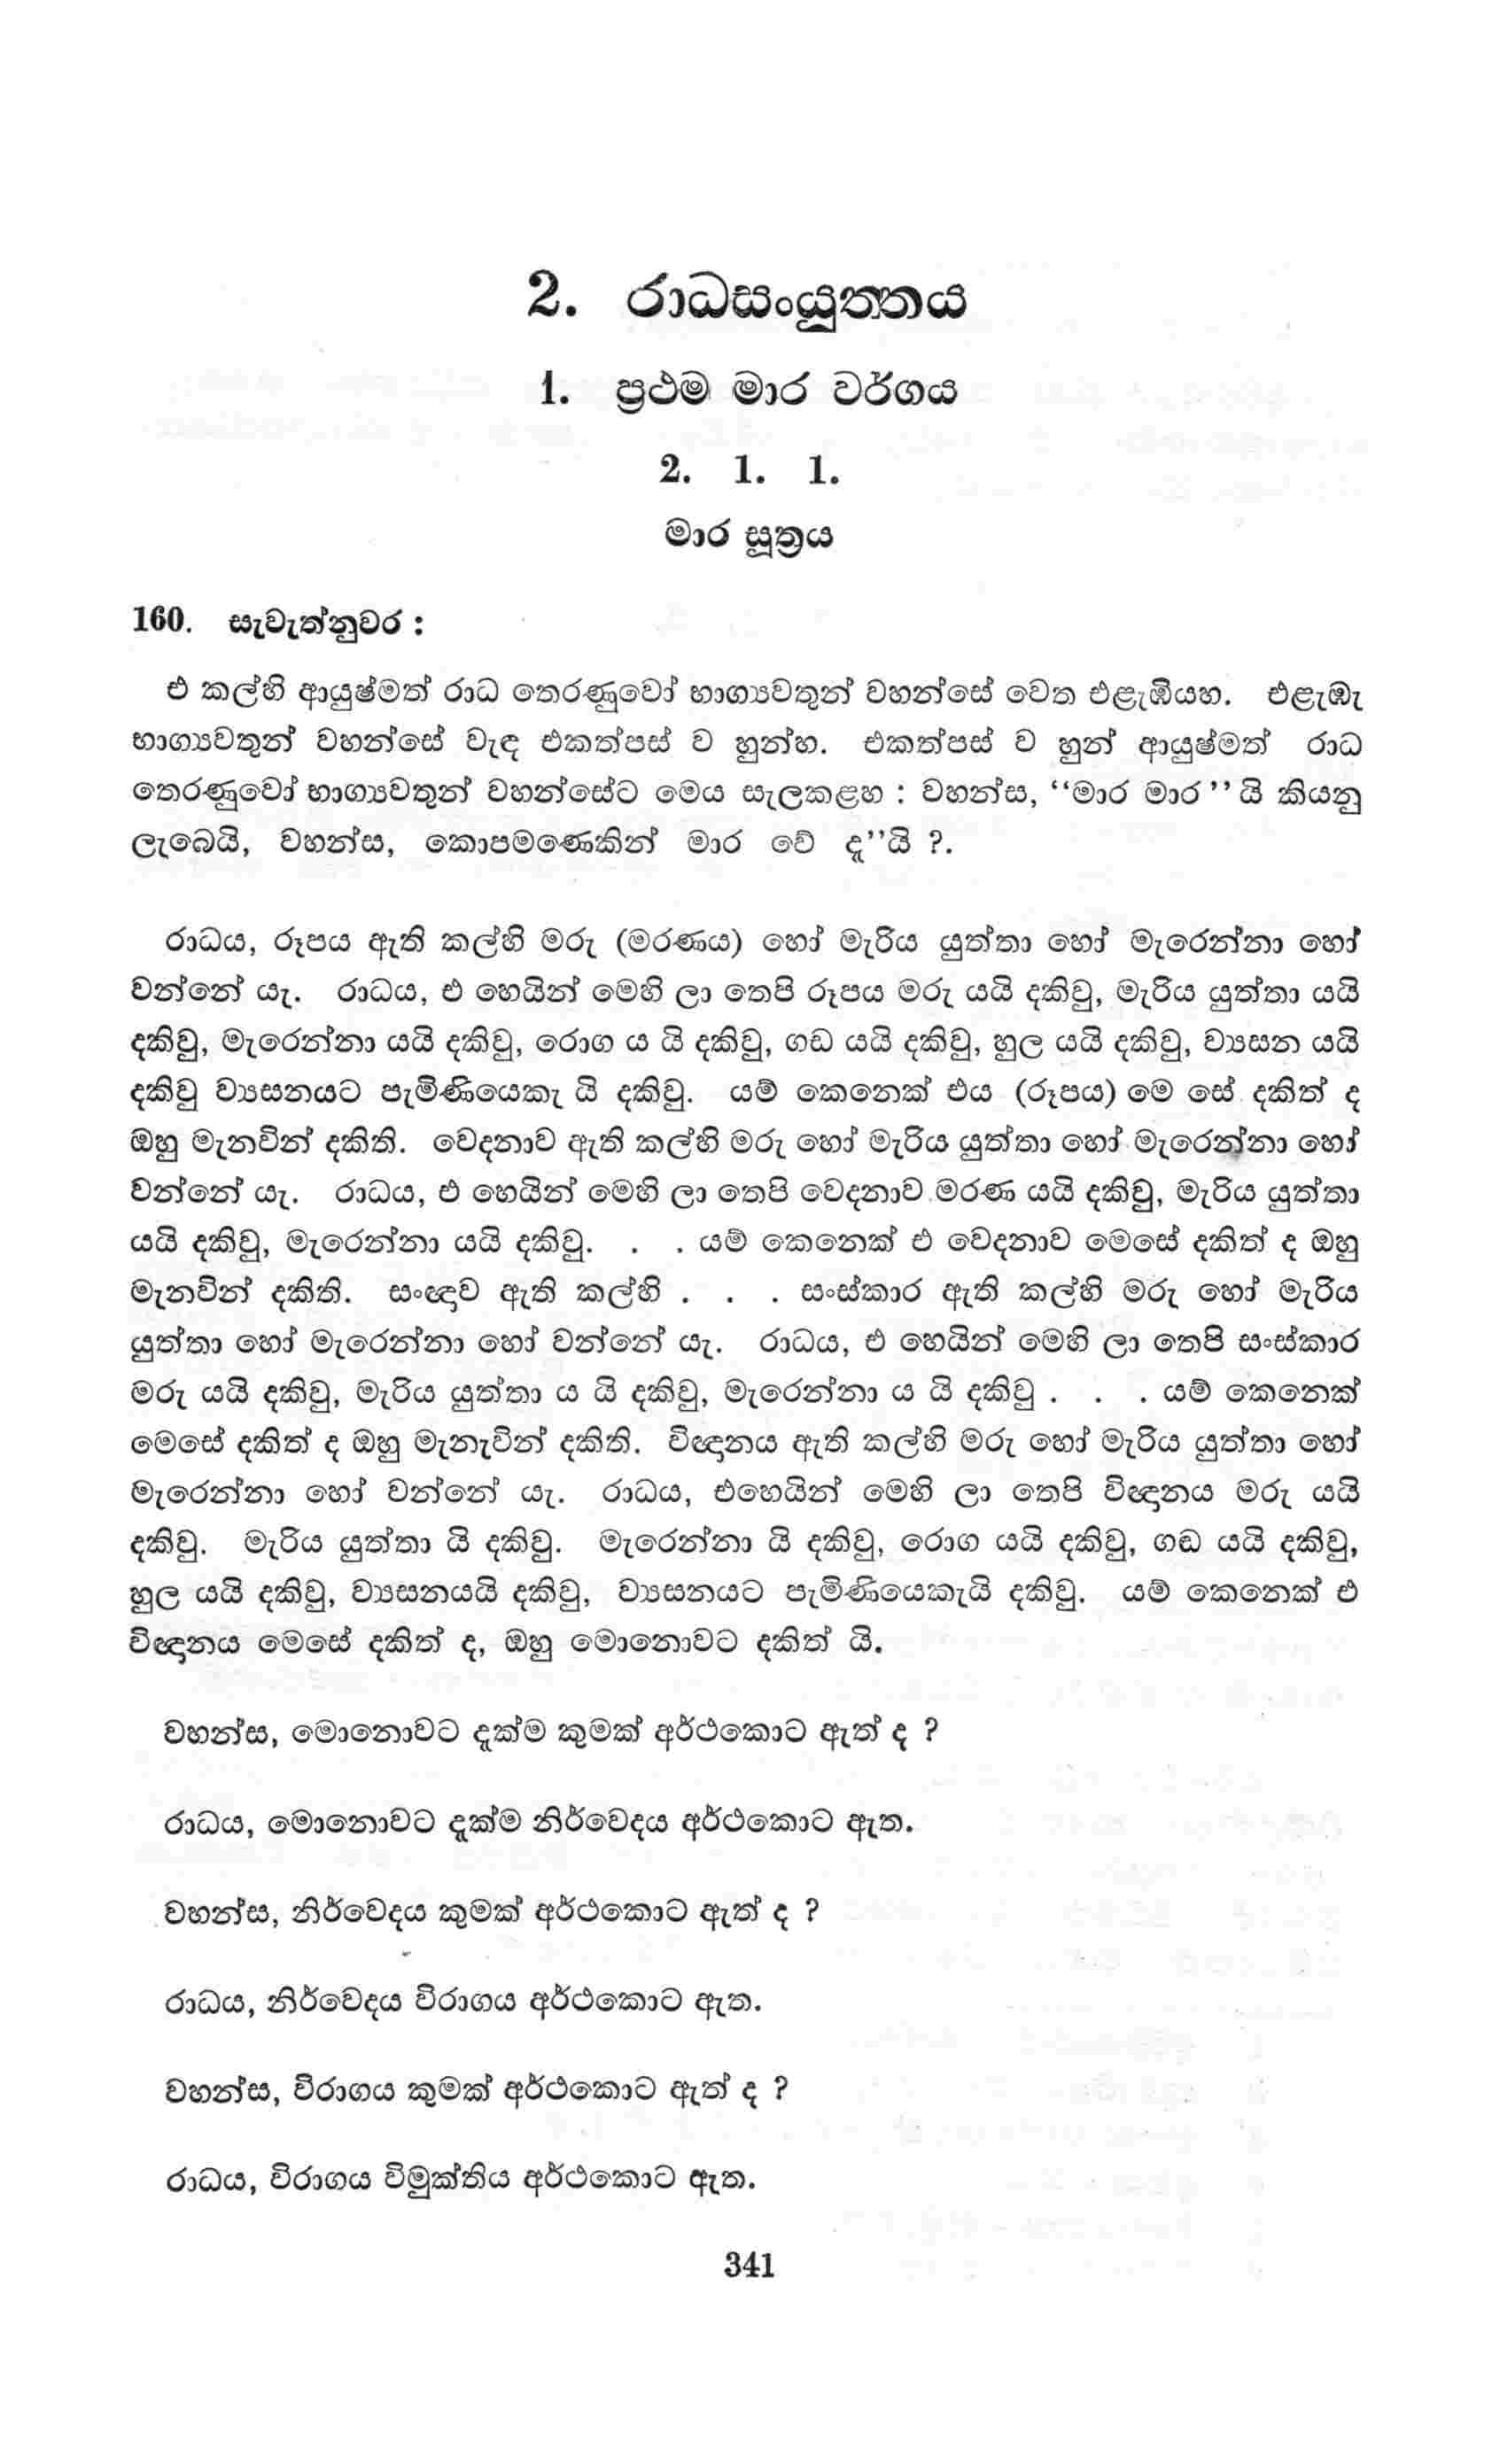 2. රාධසංයුත්තය
1. ප්‍රථම මාර වර්ගය
2. 1. 1.
මාර සූත්‍රය
160. සැවැත්නුවර :
එ කල්හි ආයුෂ්මත් රාධ තෙරණුවෝ භාග්‍යවතුන් වහන්සේ වෙත එළැඹියහ. එළැඹැ
භාග්‍යවතුන් වහන්සේ වැඳ එකත්පස් ව හුන්හ. එකත්පස් ව හුන් ආයුෂ්මත් රාධ
තෙරණුවෝ භාග්‍යවතුන් වහන්සේට මෙය සැලකළහ : වහන්ස, “මාර මාර” යි කියනු
ලැබෙයි, වහන්ස, කොපමණෙකින් මාර වේ දැ”යි ?.
රාධය, රූපය ඇති කල්හි මරු (මරණය) හෝ මැරිය යුත්තා හෝ මැරෙන්නා හෝ
වන්නේ යැ. රාධය, එ හෙයින් මෙහි ලා තෙපි රූපය මරු යයි දකිවු, මැරිය යුත්තා යයි
දකිවු, මැරෙන්නා යයි දකිවු, රොග ය යි දකිවු, ගඩ යයි දකිවු, හුල යයි දකිවු, ව්‍යසන යයි
දකිවු ව්‍යසනයට පැමිණියෙකැ යි දකිවු. යම් කෙනෙක් එය (රූපය) මෙ සේ දකිත් ද
ඔහු මැනවින් දකිති. වෙදනාව ඇති කල්හි මරු හෝ මැරිය යුත්තා හෝ මැරෙන්නා හෝ
වන්නේ යැ. රාධය, එ හෙයින් මෙහි ලා තෙපි වෙදනාව මරණ යයි දකිවු, මැරිය යුත්තා
යයි දකිවු, මැරෙන්නා යයි දකිවු. . . යම් කෙනෙක් එ වෙදනාව මෙසේ දකිත් ද ඔහු
මැනවින් දකිති. සංඥාව ඇති කල්හි . . . සංස්කාර ඇති කල්හි මරු හෝ මැරිය
යුත්තා හෝ මැරෙන්නා හෝ වන්නේ යැ. රාධය, එ හෙයින් මෙහි ලා තෙපි සංස්කාර
මරු යයි දකිවු, මැරිය යුත්තා ය යි දකිවු, මැරෙන්නා ය යි දකිවු . . . යම් කෙනෙක්
මෙසේ දකිත් ද ඔහු මැනැවින් දකිති. විඥානය ඇති කල්හි මරු හෝ මැරිය යුත්තා හෝ
මැරෙන්නා හෝ වන්නේ යැ. රාධය, එහෙයින් මෙහි ලා තෙපි විඥානය මරු යයි
දකිවු. මැරිය යුත්තා යි දකිවු. මැරෙන්නා යි දකිවු, රොග යයි දකිවු, ගඬ යයි දකිවු,
හුල යයි දකිවු, ව්‍යසනයයි දකිවු, ව්‍යසනයට පැමිණියෙකැයි දකිවු. යම් කෙනෙක් එ
විඥානය මෙසේ දකිත් ද, ඔහු මොනොවට දකිත් යි.
වහන්ස, මොනොවට දැක්ම කුමක් අර්ථකොට ඇත් ද ?
රාධය, මොනොවට දැක්ම නිර්වෙදය අර්ථකොට ඇත.
වහන්ස, නිර්වෙදය කුමක් අර්ථකොට ඇත් ද ?
රාධය, නිර්වෙදය විරාගය අර්ථකොට ඇත.
වහන්ස, විරාගය කුමක් අර්ථකොට ඇත් ද ?
රාධය, විරාගය විමුක්තිය අර්ථකොට ඇත.
341